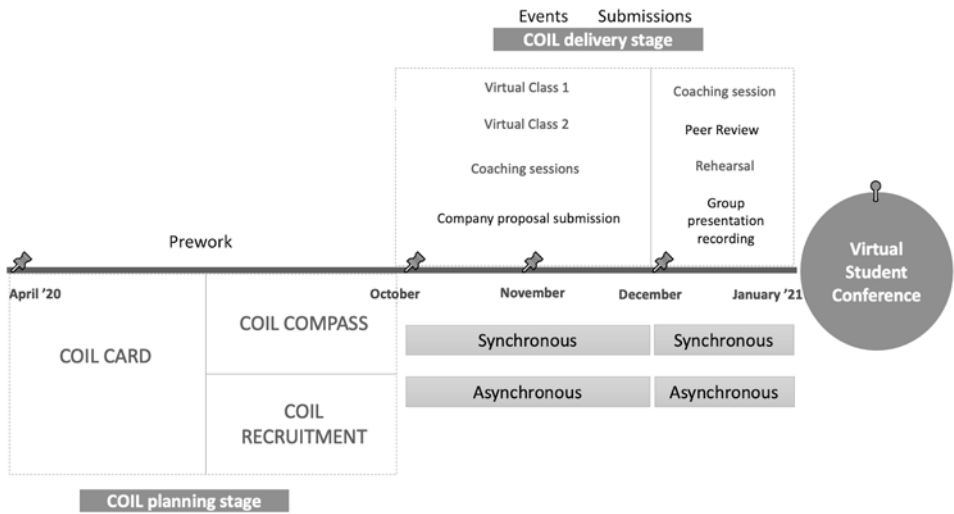 Events Submissions
COIL delivery stage
Virtual Class 1
Virtual Class 2
Coaching sessions
Company proposal submission
Coaching session
Peer Review
Rehearsal
Group
presentation
recording
Prework
April ’20
October
November
December
January ’21
Virtual
Student
Conference
COIL CARD
COIL COMPASS
COIL
RECRUITMENT
Synchronous
Synchronous
Asynchronous
Asynchronous
COIL planning stage